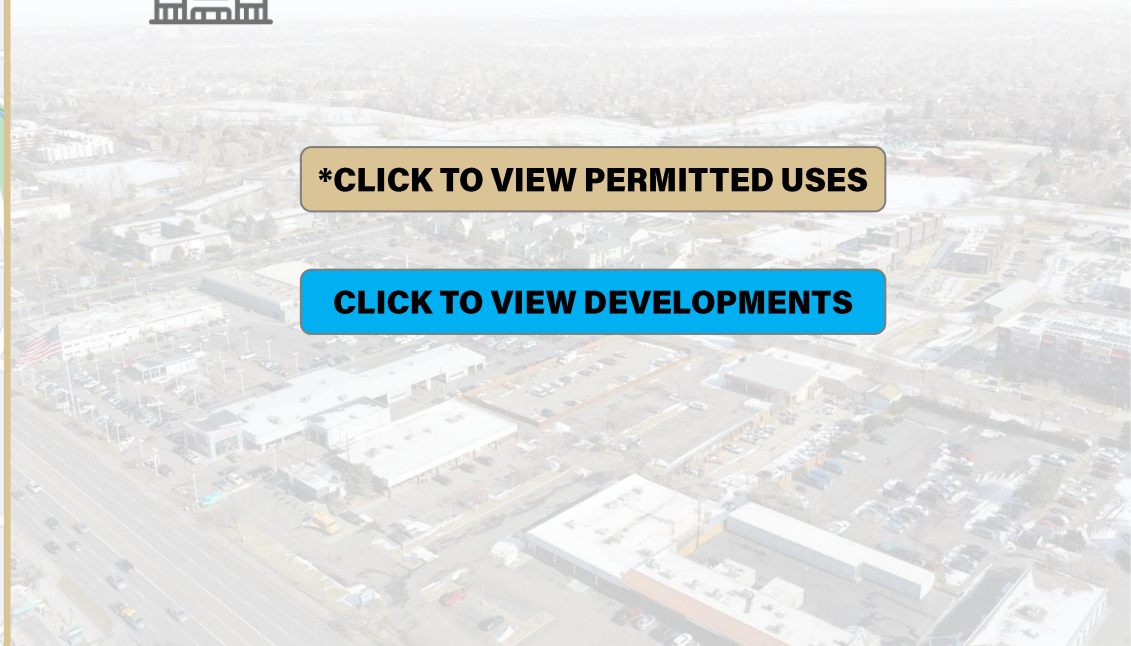 *CLICK TO VIEW PERMITTED USES
CLICK TO VIEW DEVELOPMENTS